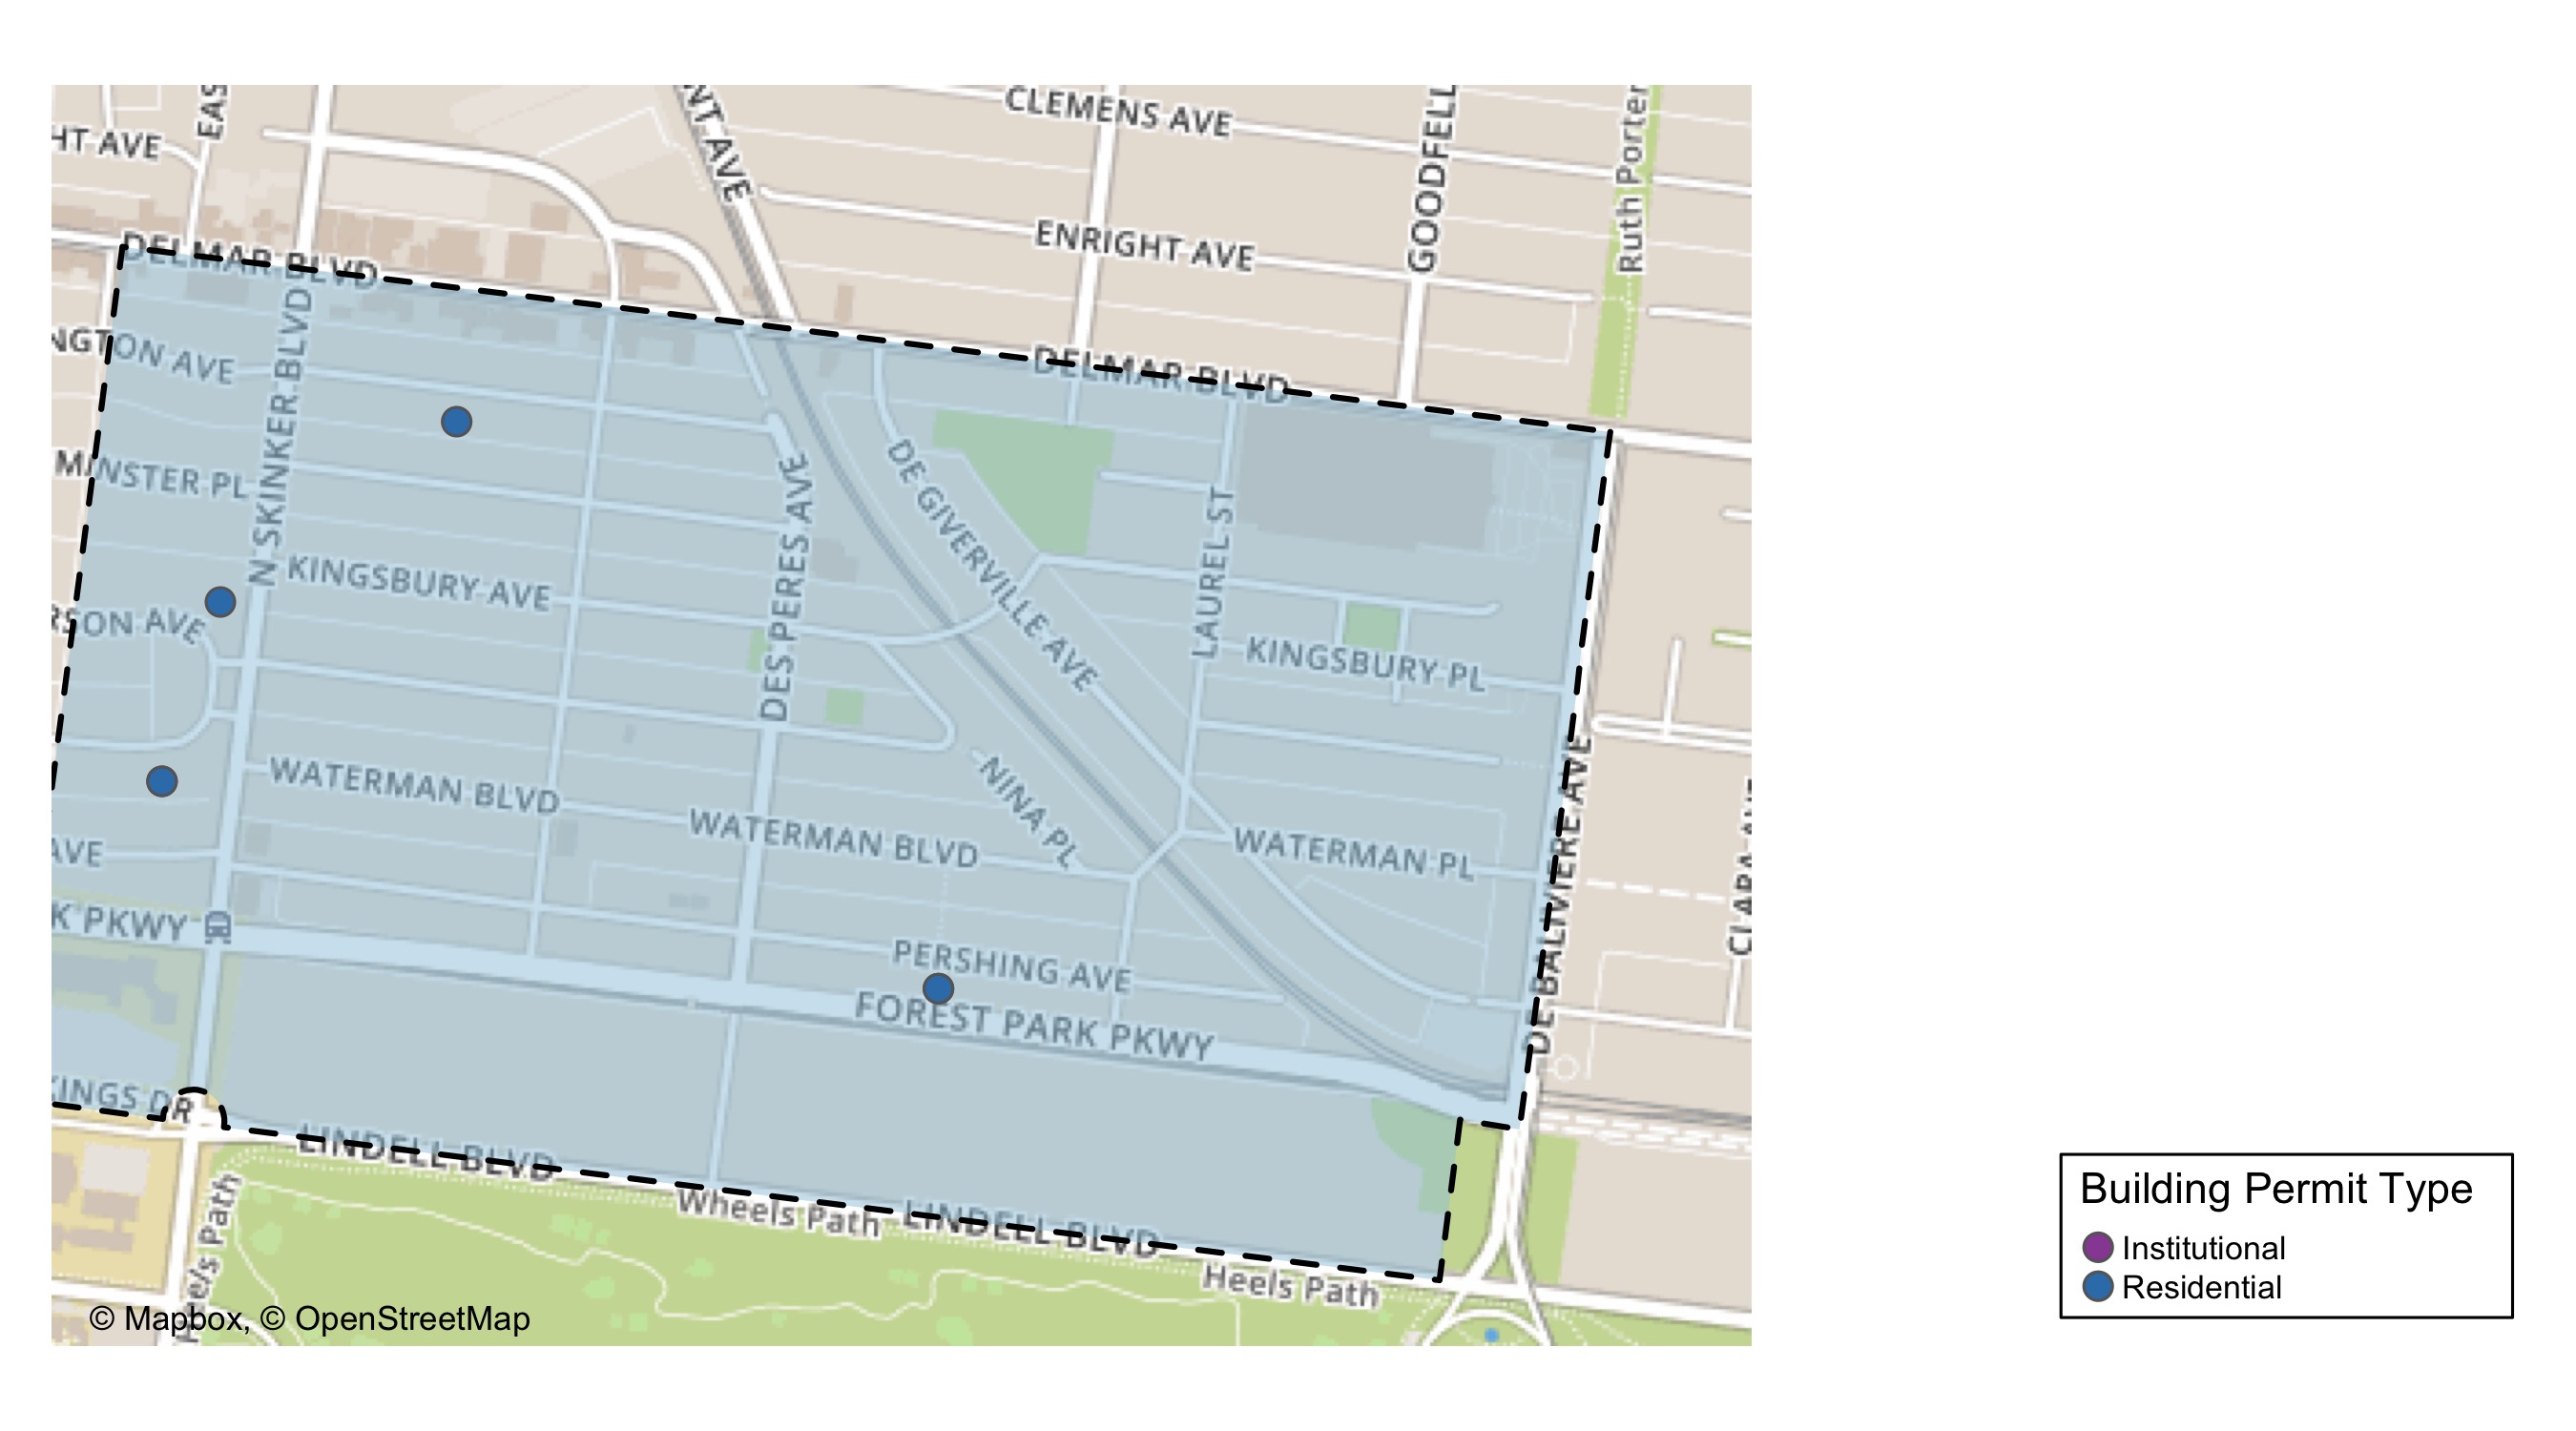 CLEMENS AVE
EAS
HT AVE
NT AVE
GOODFELL
Ruth Porter
ENRIGHT AVE
DELMAR BLVD
NGTON AVE
DELMAR BLVD
N SKINKER BLVD
MINSTER PL
DES PERES AVE
DE GIVERVILLE AVE
LAUREL ST
KINGSBURY AVE
RSON AVE
KINGSBURY PL
WATERMAN BLVD
WATERMAN BLVD
NINA PL
WATERMAN PL
DE BALIVIERE AVE
CLARA AVE
AVE
K PKWY
PERSHING AVE
FOREST PARK PKWY
KINGS DR
LINDELL BLVD
Wheels Path
LINDELL BLVD
Heels Path
Heels Path
© Mapbox, © OpenStreetMap
Building Permit Type
Institutional
Residential